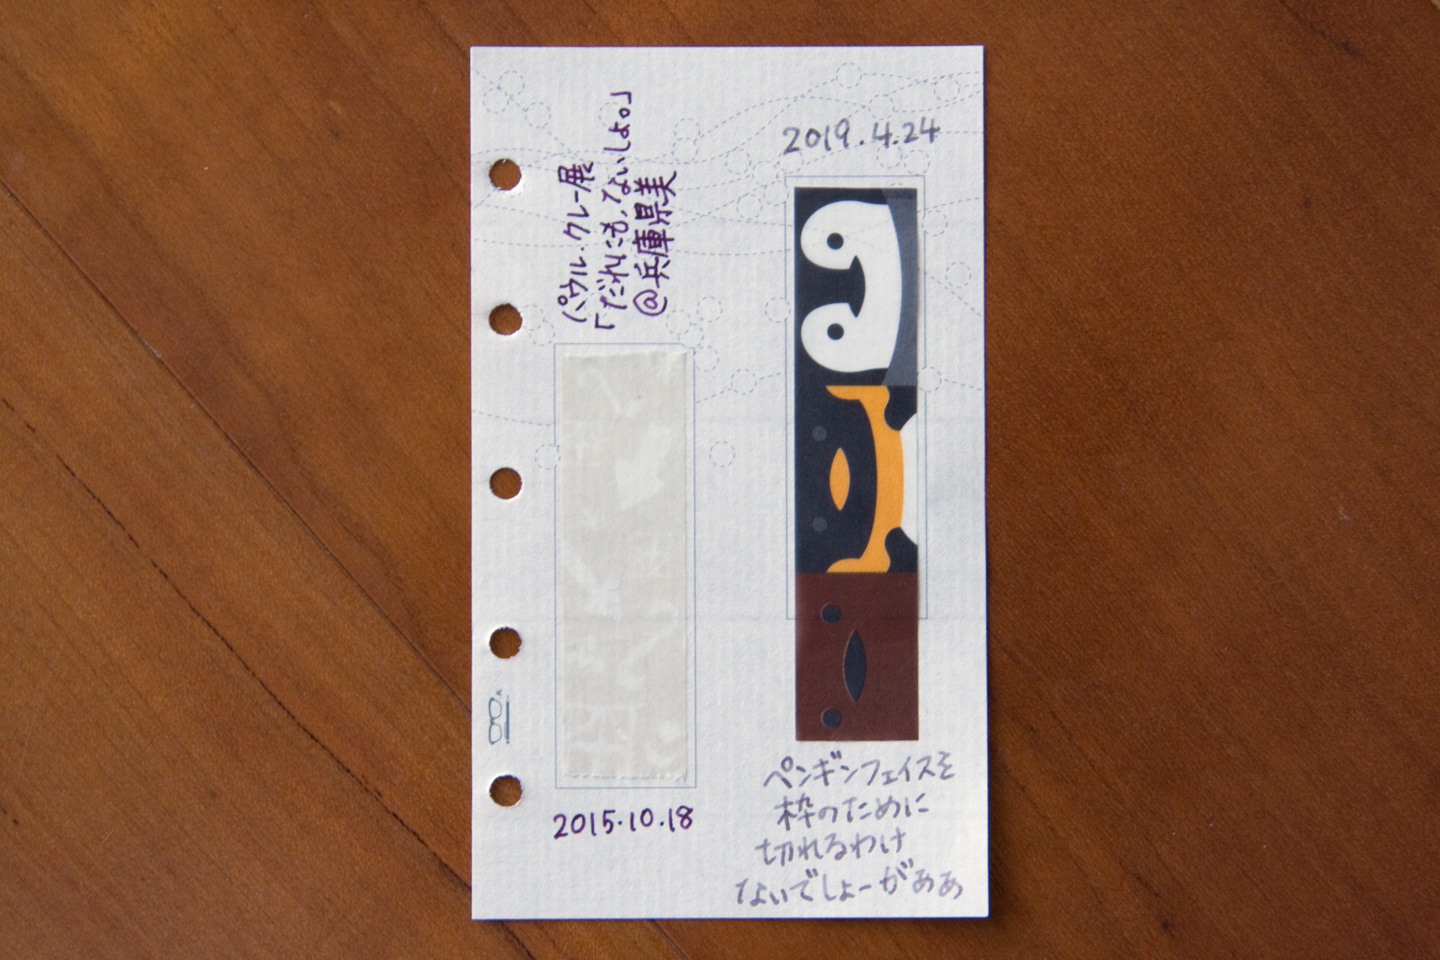 パウル・クレー展
「だれにも、ないしょ。」
@兵庫県美
2015.10.18
2019.4.24
ペンギンフェイスを
枠のために
切れるわけ
ないでしょーがああ